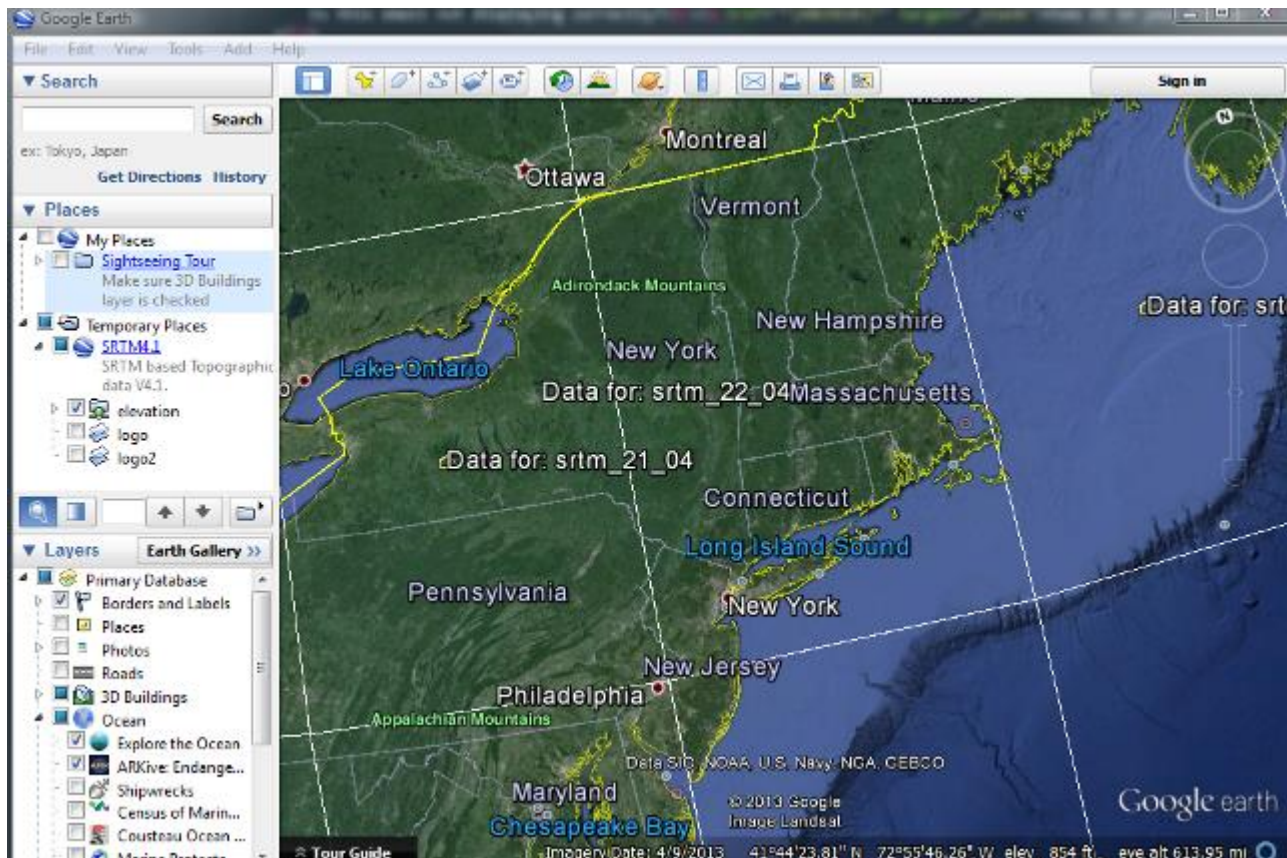 Google Earth
File Edit View Tools Add Help
Search
Search
ex: Tokyo, Japan
Get Directions History
Places
My Places
Sightseeing Tour
Make sure 3D Buildings
layer is checked
Temporary Places
SRTM4.1
SRTM based Topographic
data V4.1.
elevation
logo
logo2
Layers
Earth Gallery >>
Primary Database
Borders and Labels
Places
Photos
Roads
3D Buildings
Ocean
Explore the Ocean
ARKive: Endange...
Shipwrecks
Census of Marin...
Cousteau Ocean ...
Sign in
N
Montreal
Ottawa
Vermont
Adirondack Mountains
Data for: srt
New Hampshire
New York
Lake Ontario
Data for: srtm_22_04
Massachusetts
Data for: srtm_21_04
Connecticut
Long Island Sound
Pennsylvania
New York
New Jersey
Philadelphia
Appalachian Mountains
Data SIO, NOAA, U.S. Navy, NGA, GEBCO
Maryland
© 2013 Google
Image Landsat
Google earth
Chesapeake Bay
Tour Guide
Imagery Date: 4/9/2013 41°44'23.81" N 72°55'46.26" W elev 854 ft eye alt 613.95 mi